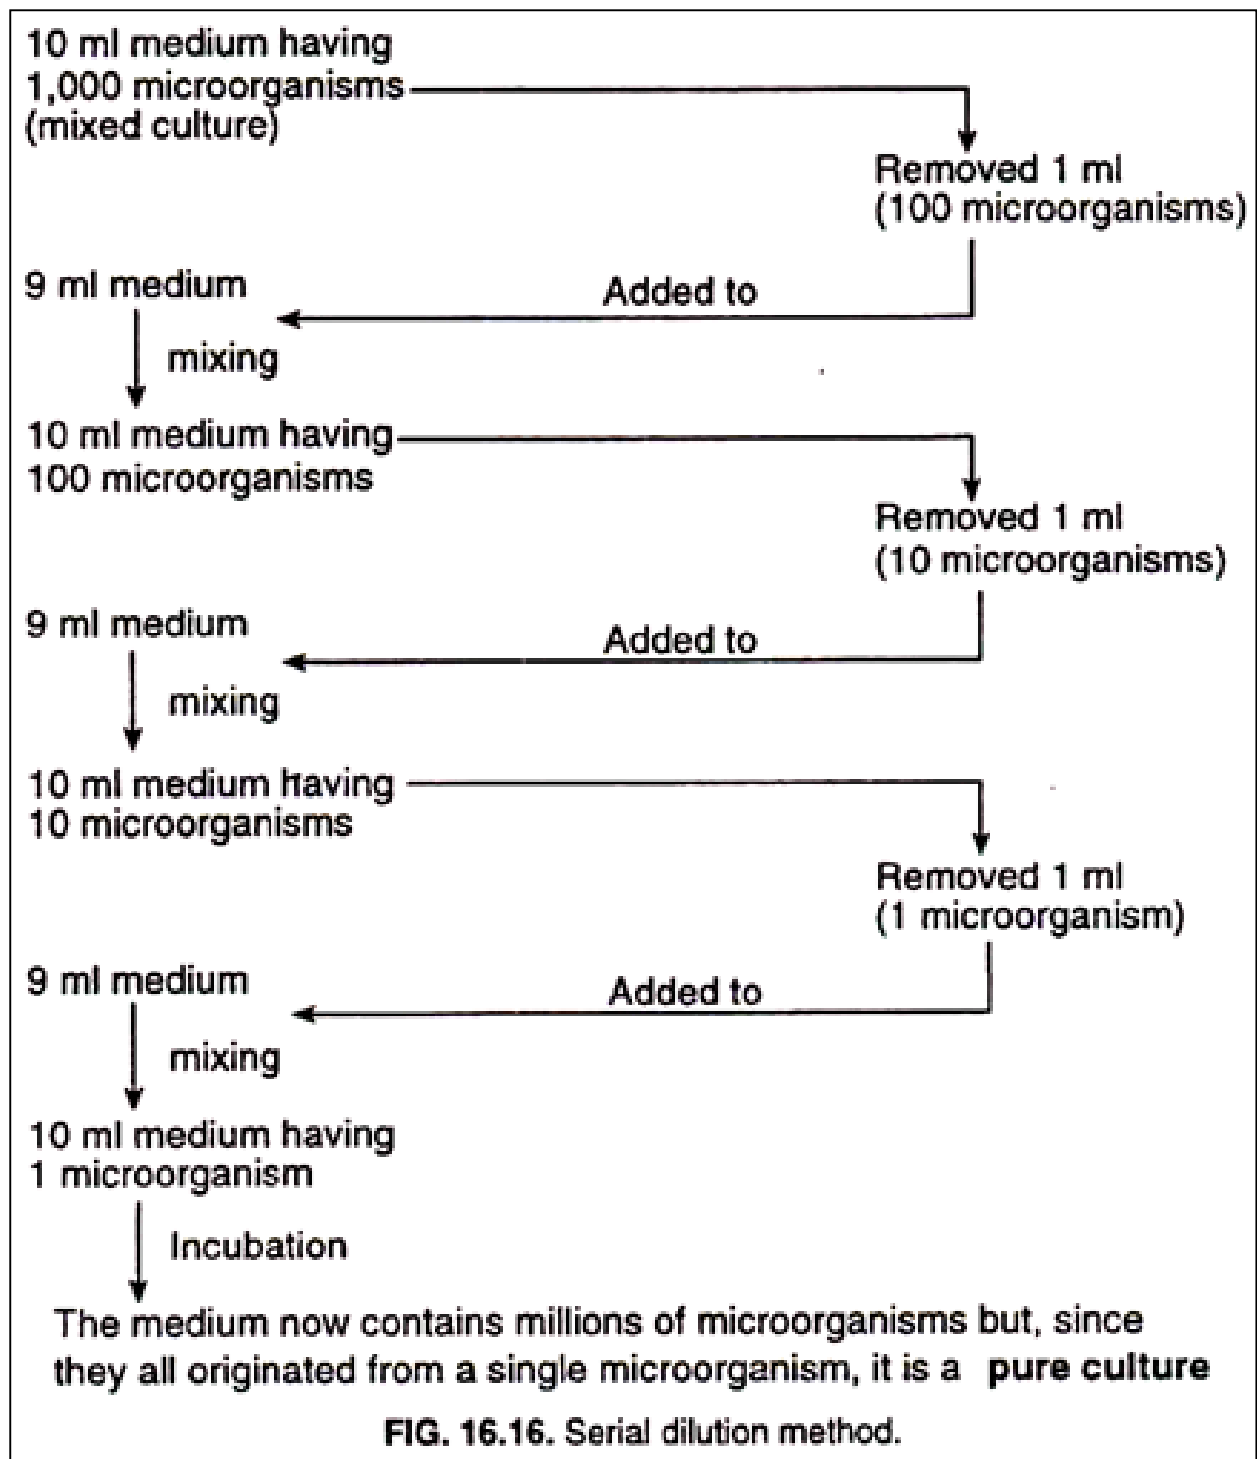 10 ml medium having
1,000 microorganisms
(mixed culture)
Removed 1 ml
(100 microorganisms)
9 ml medium
Added to
mixing
10 ml medium having
100 microorganisms
Removed 1 ml
(10 microorganisms)
9 ml medium
Added to
mixing
10 ml medium having
10 microorganisms
Removed 1 ml
(1 microorganism)
9 ml medium
Added to
mixing
10 ml medium having
1 microorganism
Incubation
The medium now contains millions of microorganisms but, since
they all originated from a single microorganism, it is a pure culture
FIG. 16.16. Serial dilution method.